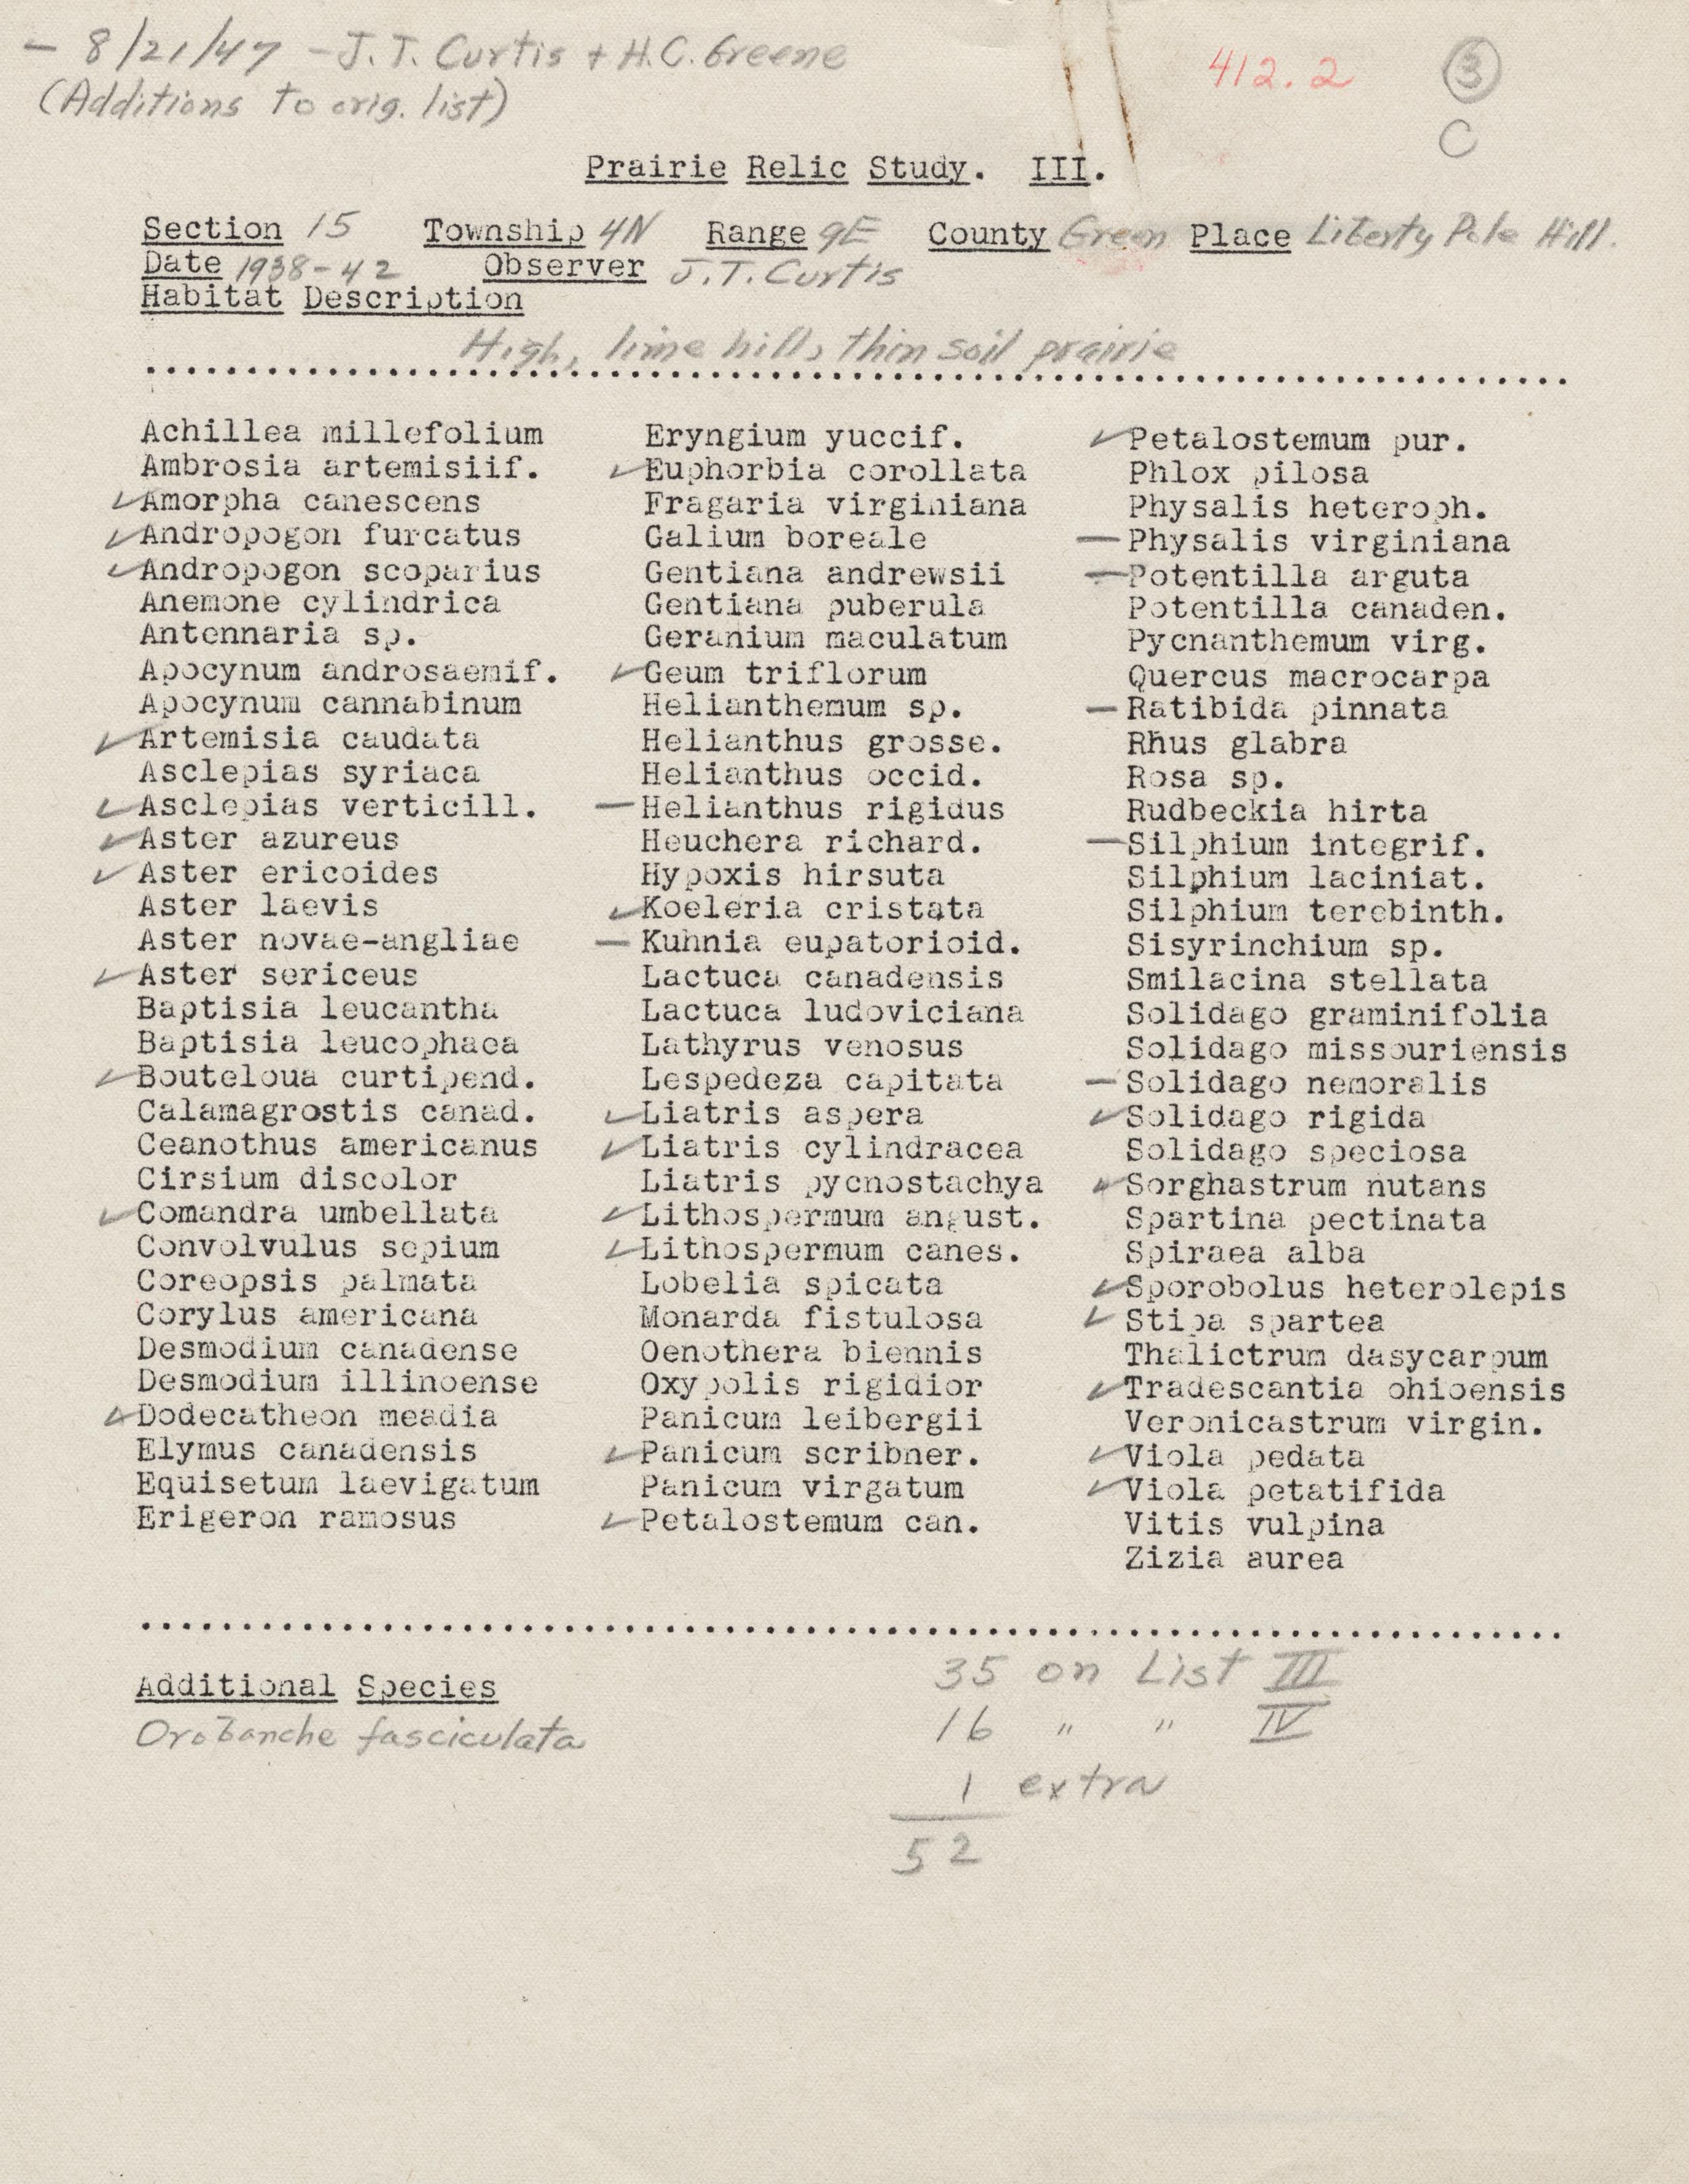 — 8/21/47 — J.T. Curtis + H.C. Greene
(Additions to orig. list)
412.2
3
C
Prairie Relic Study. III.
Section 15 Township 4N Range 9E County Green Place Liberty Pole Hill.
Date 1938-42 Observer J.T. Curtis
Habitat Description
High, lime hill, thin soil prairie
Achillea millefolium
Ambrosia artemisiif.
✓Amorpha canescens
✓Andropogon furcatus
✓Andropogon scoparius
Anemone cylindrica
Antennaria sp.
Apocynum androsaemif.
Apocynum cannabinum
✓Artemisia caudata
Asclepias syriaca
✓Asclepias verticill.
✓Aster azureus
✓Aster ericoides
Aster laevis
Aster novae-angliae
✓Aster sericeus
Baptisia leucantha
Baptisia leucophaea
✓Bouteloua curtipend.
Calamagrostis canad.
Ceanothus americanus
Cirsium discolor
✓Comandra umbellata
Convolvulus sepium
Coreopsis palmata
Corylus americana
Desmodium canadense
Desmodium illinoense
✓Dodecatheon meadia
Elymus canadensis
Equisetum laevigatum
Erigeron ramosus
Eryngium yuccif.
✓Euphorbia corollata
Fragaria virginiana
Galium boreale
Gentiana andrewsii
Gentiana puberula
Geranium maculatum
✓Geum triflorum
Helianthemum sp.
Helianthus grosse.
Helianthus occid.
—Helianthus rigidus
Heuchera richard.
Hypoxis hirsuta
✓Koeleria cristata
—Kuhnia eupatorioid.
Lactuca canadensis
Lactuca ludoviciana
Lathyrus venosus
Lespedeza capitata
✓Liatris aspera
✓Liatris cylindracea
Liatris pycnostachya
✓Lithospermum angust.
✓Lithospermum canes.
Lobelia spicata
Monarda fistulosa
Oenothera biennis
Oxypolis rigidior
Panicum leibergii
✓Panicum scribner.
Panicum virgatum
✓Petalostemum can.
✓Petalostemum pur.
Phlox pilosa
Physalis heteroph.
—Physalis virginiana
—Potentilla arguta
Potentilla canaden.
Pycnanthemum virg.
Quercus macrocarpa
—Ratibida pinnata
Rhus glabra
Rosa sp.
Rudbeckia hirta
—Silphium integrif.
Silphium laciniat.
Silphium terebinth.
Sisyrinchium sp.
Smilacina stellata
Solidago graminifolia
Solidago missouriensis
—Solidago nemoralis
✓Solidago rigida
Solidago speciosa
✓Sorghastrum nutans
Spartina pectinata
Spiraea alba
✓Sporobolus heterolepis
✓Stipa spartea
Thalictrum dasycarpum
✓Tradescantia ohioensis
Veronicastrum virgin.
✓Viola pedata
✓Viola petatifida
Vitis vulpina
Zizia aurea
Additional Species
Orobanche fasciculata
35 on List III
16 " " IV
1 extra
52